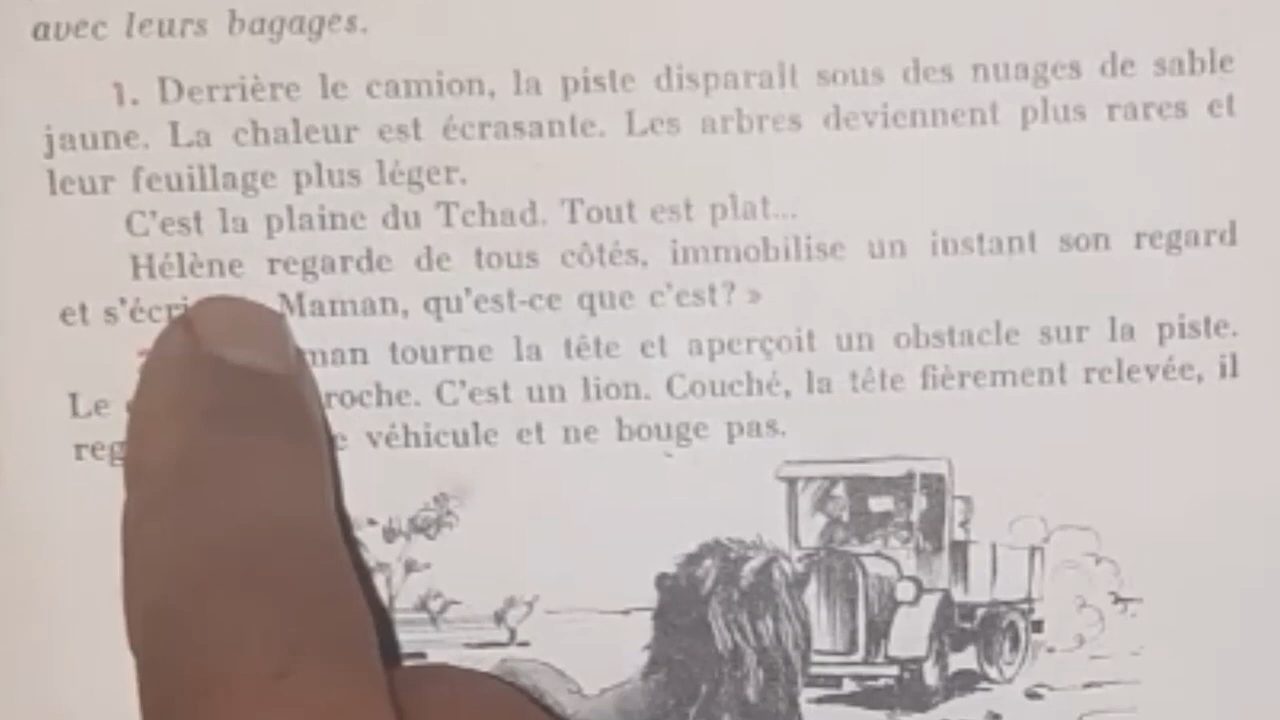 avec leurs bagages.
1. Derrière le camion, la piste disparaît sous des nuages de sable
jaune. La chaleur est écrasante. Les arbres deviennent plus rares et
leur feuillage plus léger.
C'est la plaine du Tchad. Tout est plat...
Hélène regarde de tous côtés, immobilise un instant son regard
et Maman, qu'est-ce que c'est? »
tourne la tête et aperçoit un obstacle sur la piste.
Le C'est un lion. Couché, la tête fièrement relevée, il
véhicule et ne bouge pas.